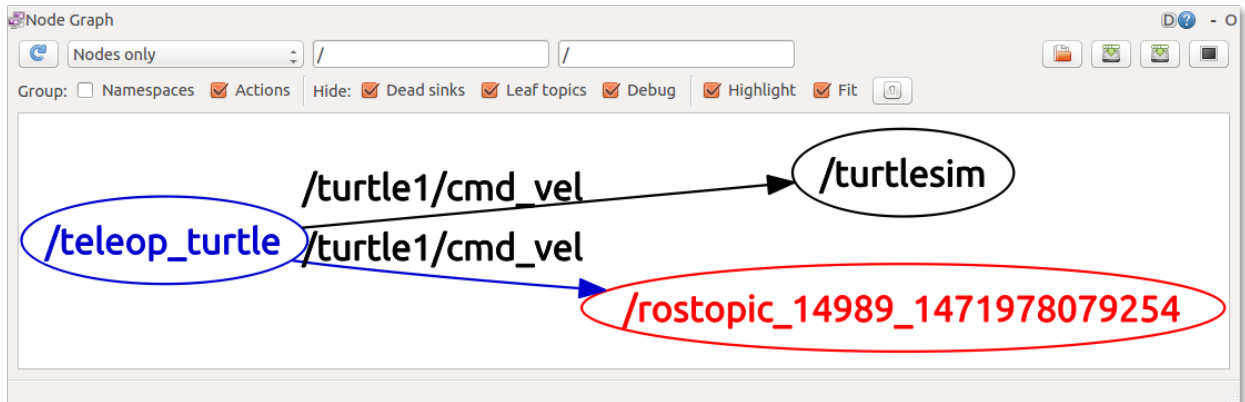 Node Graph D ? - O
Nodes only / /
Group: Namespaces Actions Hide: Dead sinks Leaf topics Debug Highlight Fit
/turtle1/cmd_vel
/turtlesim
/teleop_turtle
/turtle1/cmd_vel
/rostopic_14989_1471978079254